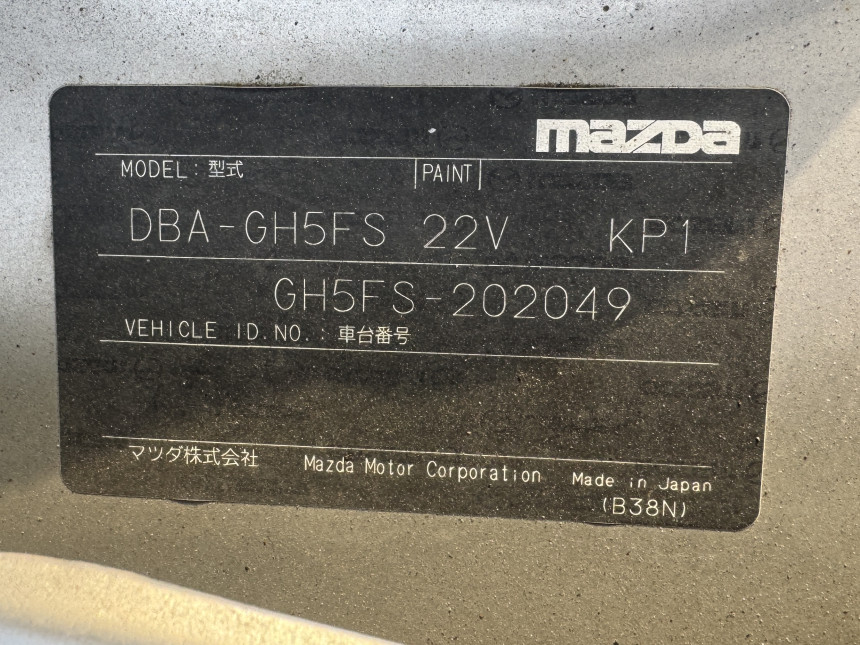 mazda
MODEL: 型式 PAINT
DBA-GH5FS 22V KP1
GH5FS-202049
VEHICLE ID.NO.: 車台番号
マツダ株式会社 Mazda Motor Corporation Made in Japan
(B38N)